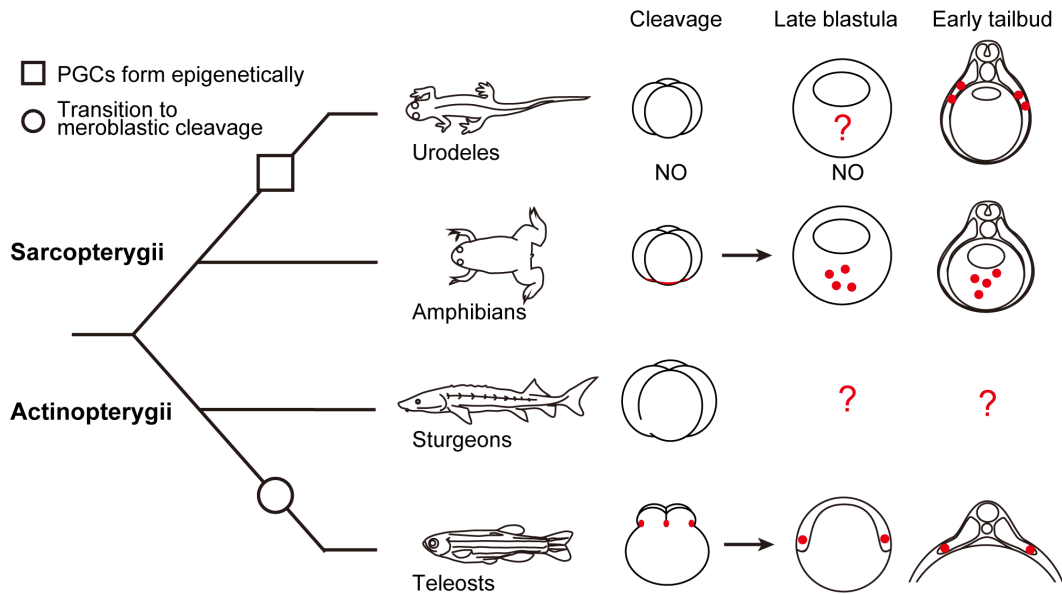 Cleavage
Late blastula
Early tailbud
PGCs form epigenetically
Transition to
meroblastic cleavage
Urodeles
?
NO
NO
Sarcopterygii
Amphibians
Actinopterygii
?
?
Sturgeons
Teleosts